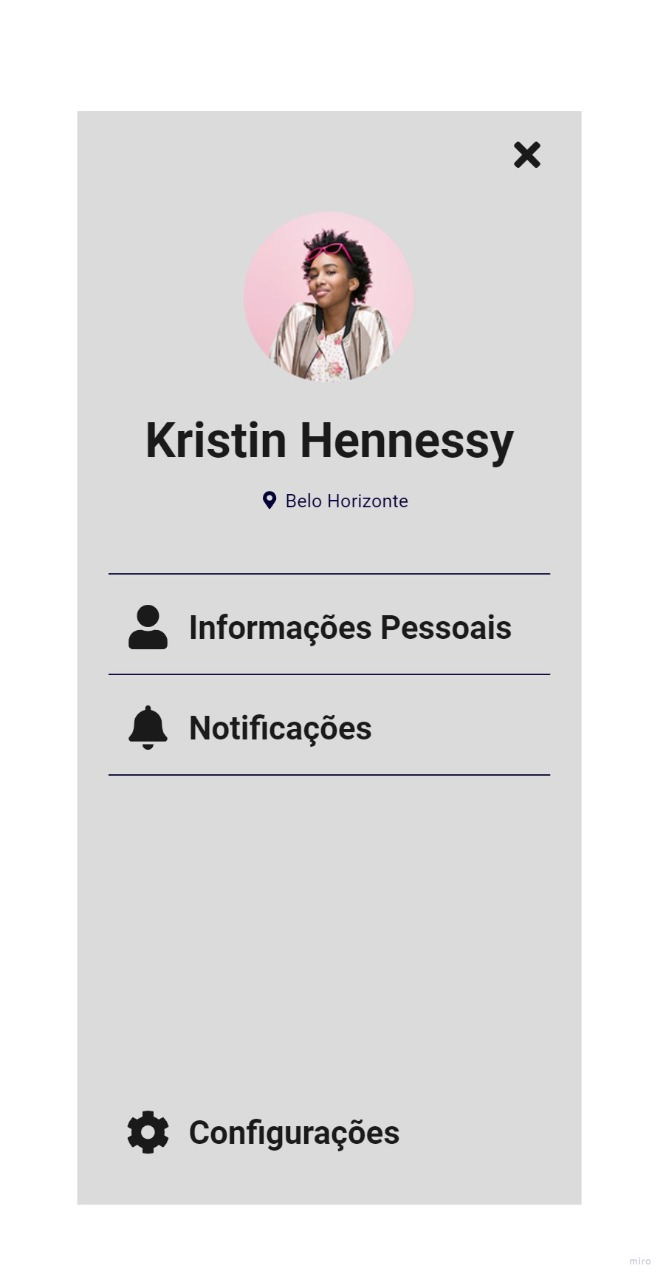 Kristin Hennessy
Belo Horizonte
Informações Pessoais
Notificações
Configurações
miro